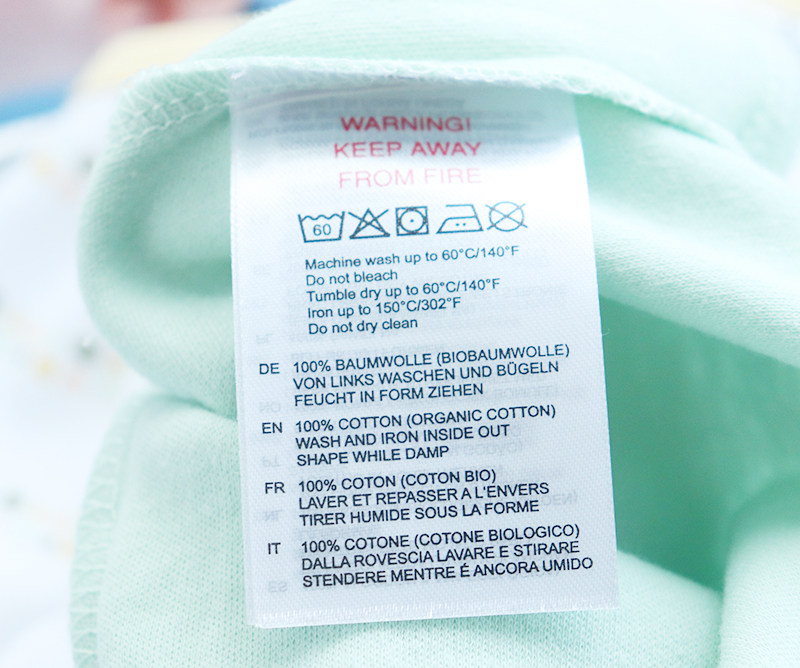 WARNING!
KEEP AWAY
FROM FIRE
60
Machine wash up to 60°C/140°F
Do not bleach
Tumble dry up to 60°C/140°F
Iron up to 150°C/302°F
Do not dry clean
DE 100% BAUMWOLLE (BIOBAUMWOLLE)
VON LINKS WASCHEN UND BÜGELN
FEUCHT IN FORM ZIEHEN
EN 100% COTTON (ORGANIC COTTON)
WASH AND IRON INSIDE OUT
SHAPE WHILE DAMP
FR 100% COTON (COTON BIO)
LAVER ET REPASSER A L'ENVERS
TIRER HUMIDE SOUS LA FORME
IT 100% COTONE (COTONE BIOLOGICO)
DALLA ROVESCIA LAVARE E STIRARE
STENDERE MENTRE É ANCORA UMIDO